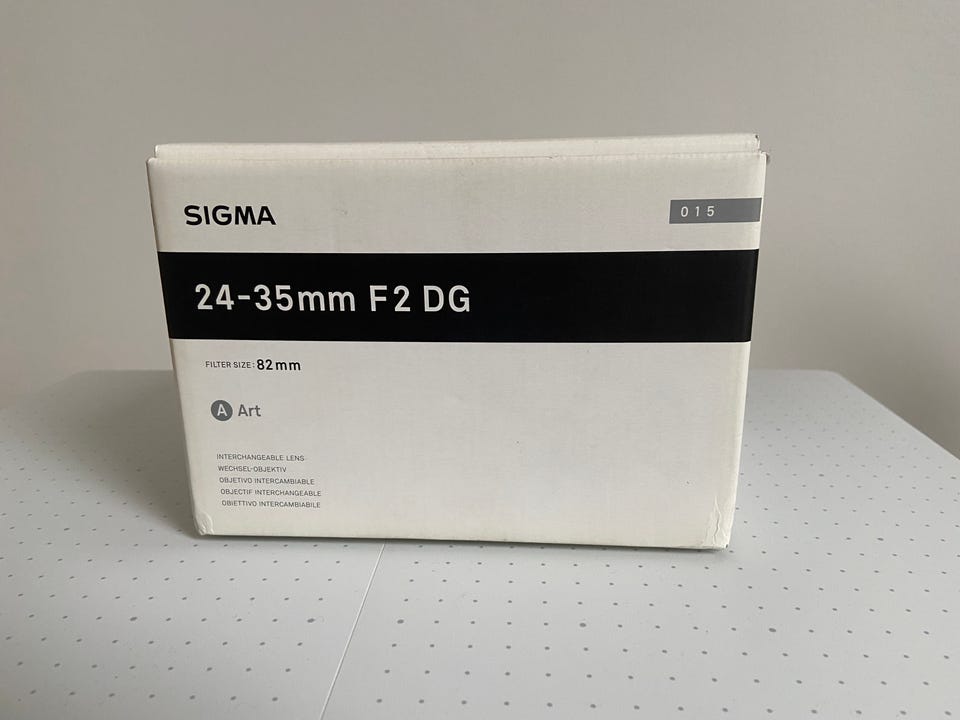 SIGMA
015
24-35mm F2 DG
FILTER SIZE: 82mm
A Art
INTERCHANGEABLE LENS
WECHSEL-OBJEKTIV
OBJETIVO INTERCAMBIABLE
OBJECTIF INTERCHANGEABLE
OBIETTIVO INTERCAMBIABILE